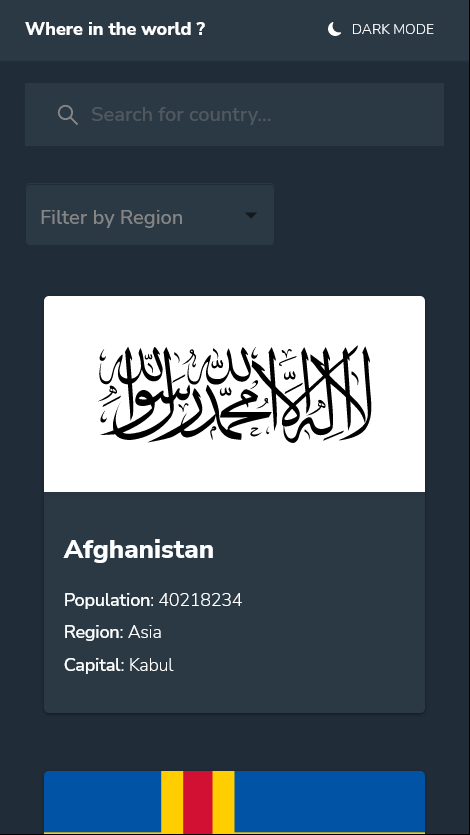 Where in the world ?
DARK MODE
Search for country...
Filter by Region
لا إله إلا الله محمد رسول الله
Afghanistan
Population: 40218234
Region: Asia
Capital: Kabul